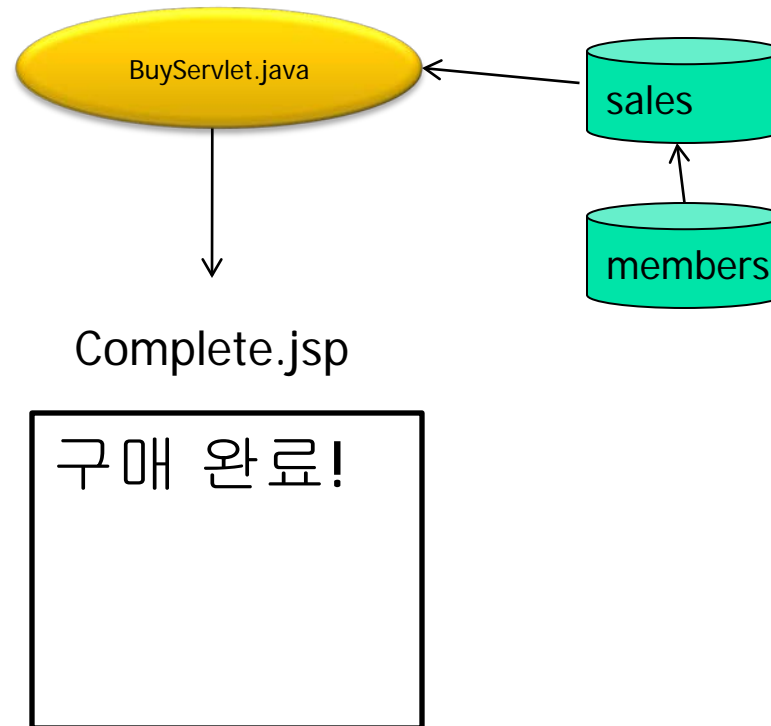 BuyServlet.java
sales
members
Complete.jsp
구매 완료!